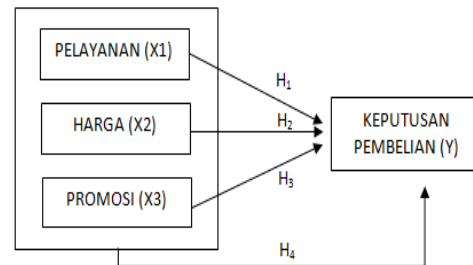 PELAYANAN (X1)
H1
HARGA (X2)
H2
KEPUTUSAN
PEMBELIAN (Y)
H3
PROMOSI (X3)
H4